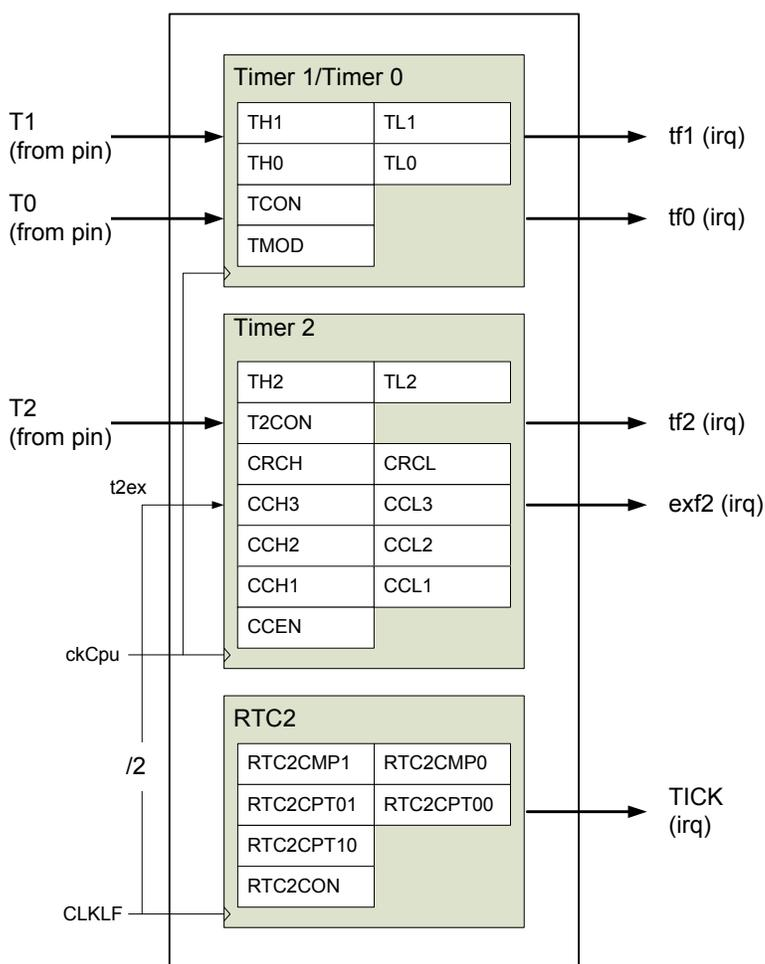 Timer 1/Timer 0
T1
(from pin)
TH1
TL1
tf1 (irq)
TH0
TL0
T0
(from pin)
TCON
tf0 (irq)
TMOD
Timer 2
TH2
TL2
T2
(from pin)
T2CON
tf2 (irq)
CRCH
CRCL
t2ex
CCH3
CCL3
exf2 (irq)
CCH2
CCL2
CCH1
CCL1
CCEN
ckCpu
RTC2
/2
RTC2CMP1
RTC2CMP0
RTC2CPT01
RTC2CPT00
TICK
(irq)
RTC2CPT10
RTC2CON
CLKLF